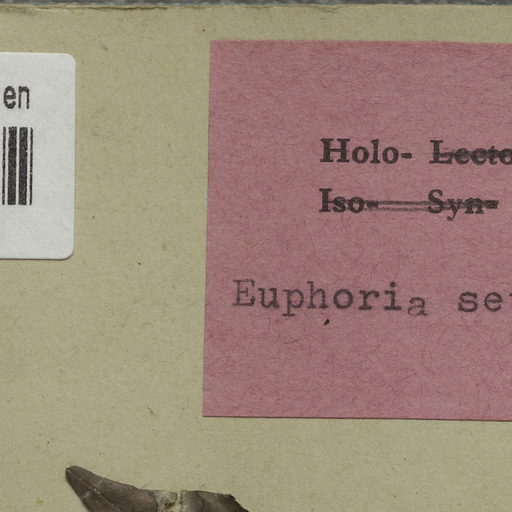 en
Holo- Lecto
Iso- Syn-
Euphoria se